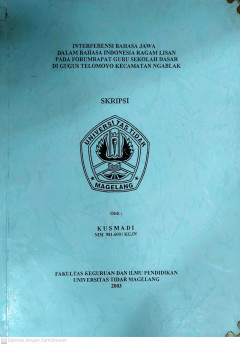 INTERFERENSI BAHASA JAWA
DALAM BAHASA INDONESIA RAGAM LISAN
PADA FORUM RAPAT GURU SEKOLAH DASAR
DI GUGUS TELOMOYO KECAMATAN NGABLAK
SKRIPSI
UNIVERSITAS TIDAR
MAGELANG
Oleh :
KUSMADI
FAKULTAS KEGURUAN DAN ILMU PENDIDIKAN
UNIVERSITAS TIDAR MAGELANG
2003